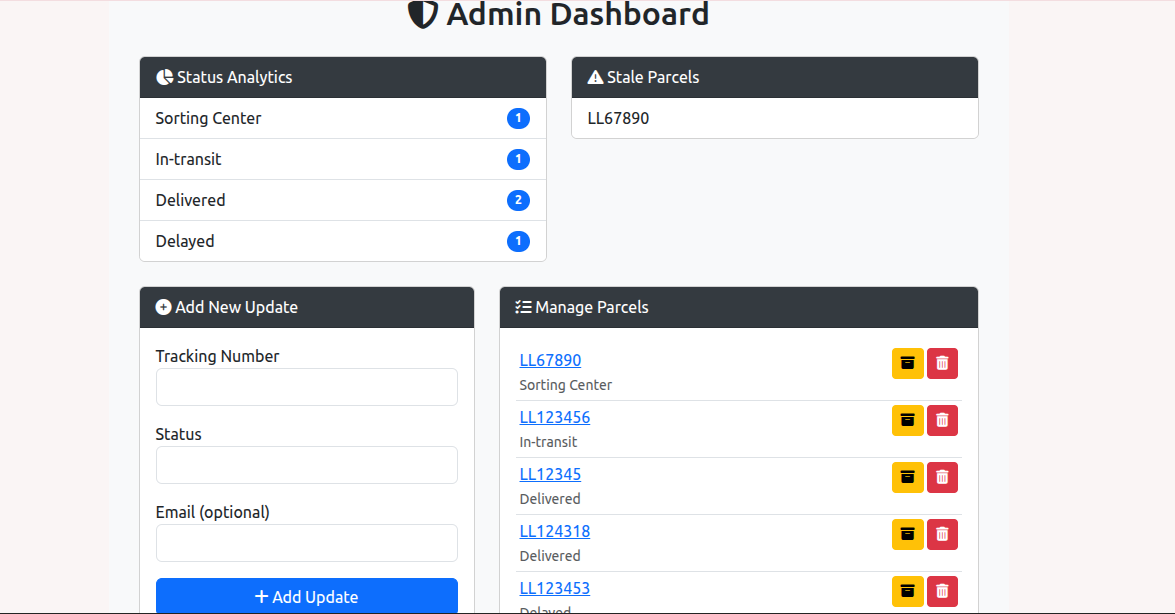 Admin Dashboard
Status Analytics
Sorting Center 1
In-transit 1
Delivered 2
Delayed 1
Stale Parcels
LL67890
Add New Update
Tracking Number
Status
Email (optional)
+ Add Update
Manage Parcels
LL67890
Sorting Center
LL123456
In-transit
LL12345
Delivered
LL124318
Delivered
LL123453
Delayed